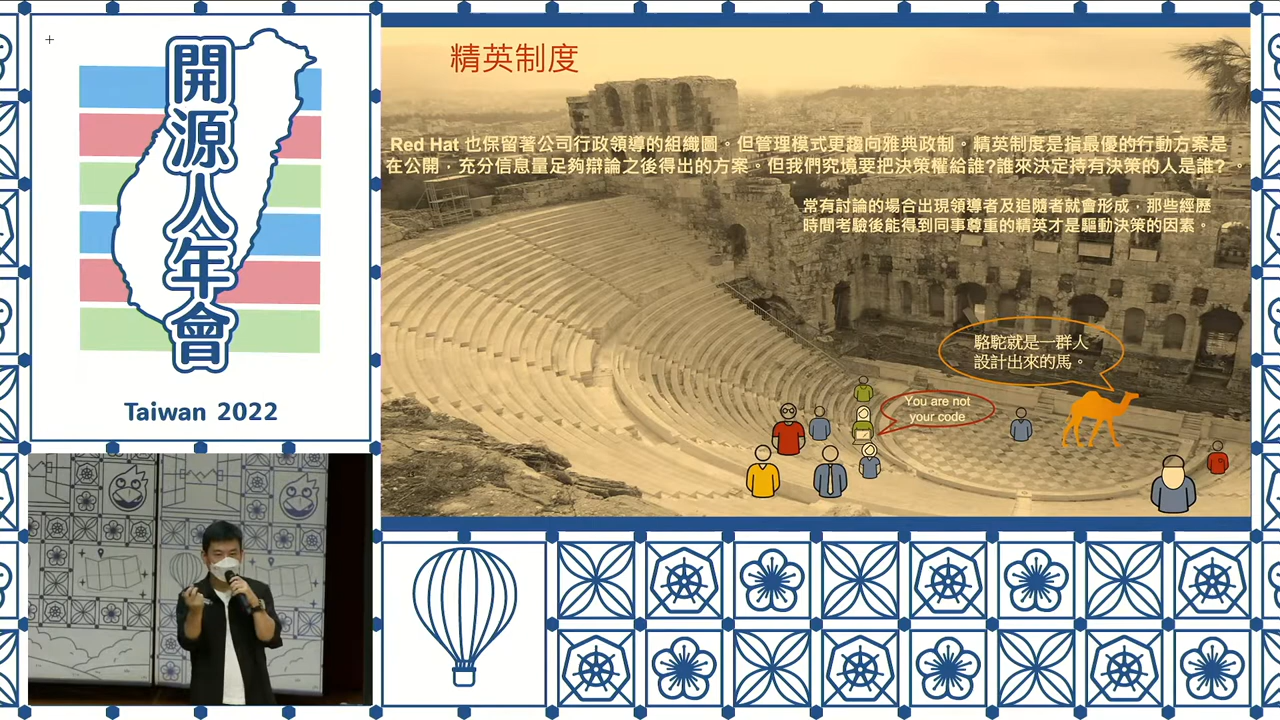 開源人年會
Taiwan 2022
精英制度
Red Hat 也保留著公司行政領導的組織圖。但管理模式更趨向雅典政制。精英制度是指最優的行動方案是
在公開，充分信息量足夠辯論之後得出的方案。但我們究境要把決策權給誰?誰來決定持有決策的人是誰? 。
常有討論的場合出現領導者及追隨者就會形成，那些經歷
時間考驗後能得到同事尊重的精英才是驅動決策的因素。
駱駝就是一群人
設計出來的馬。
You are not
your code